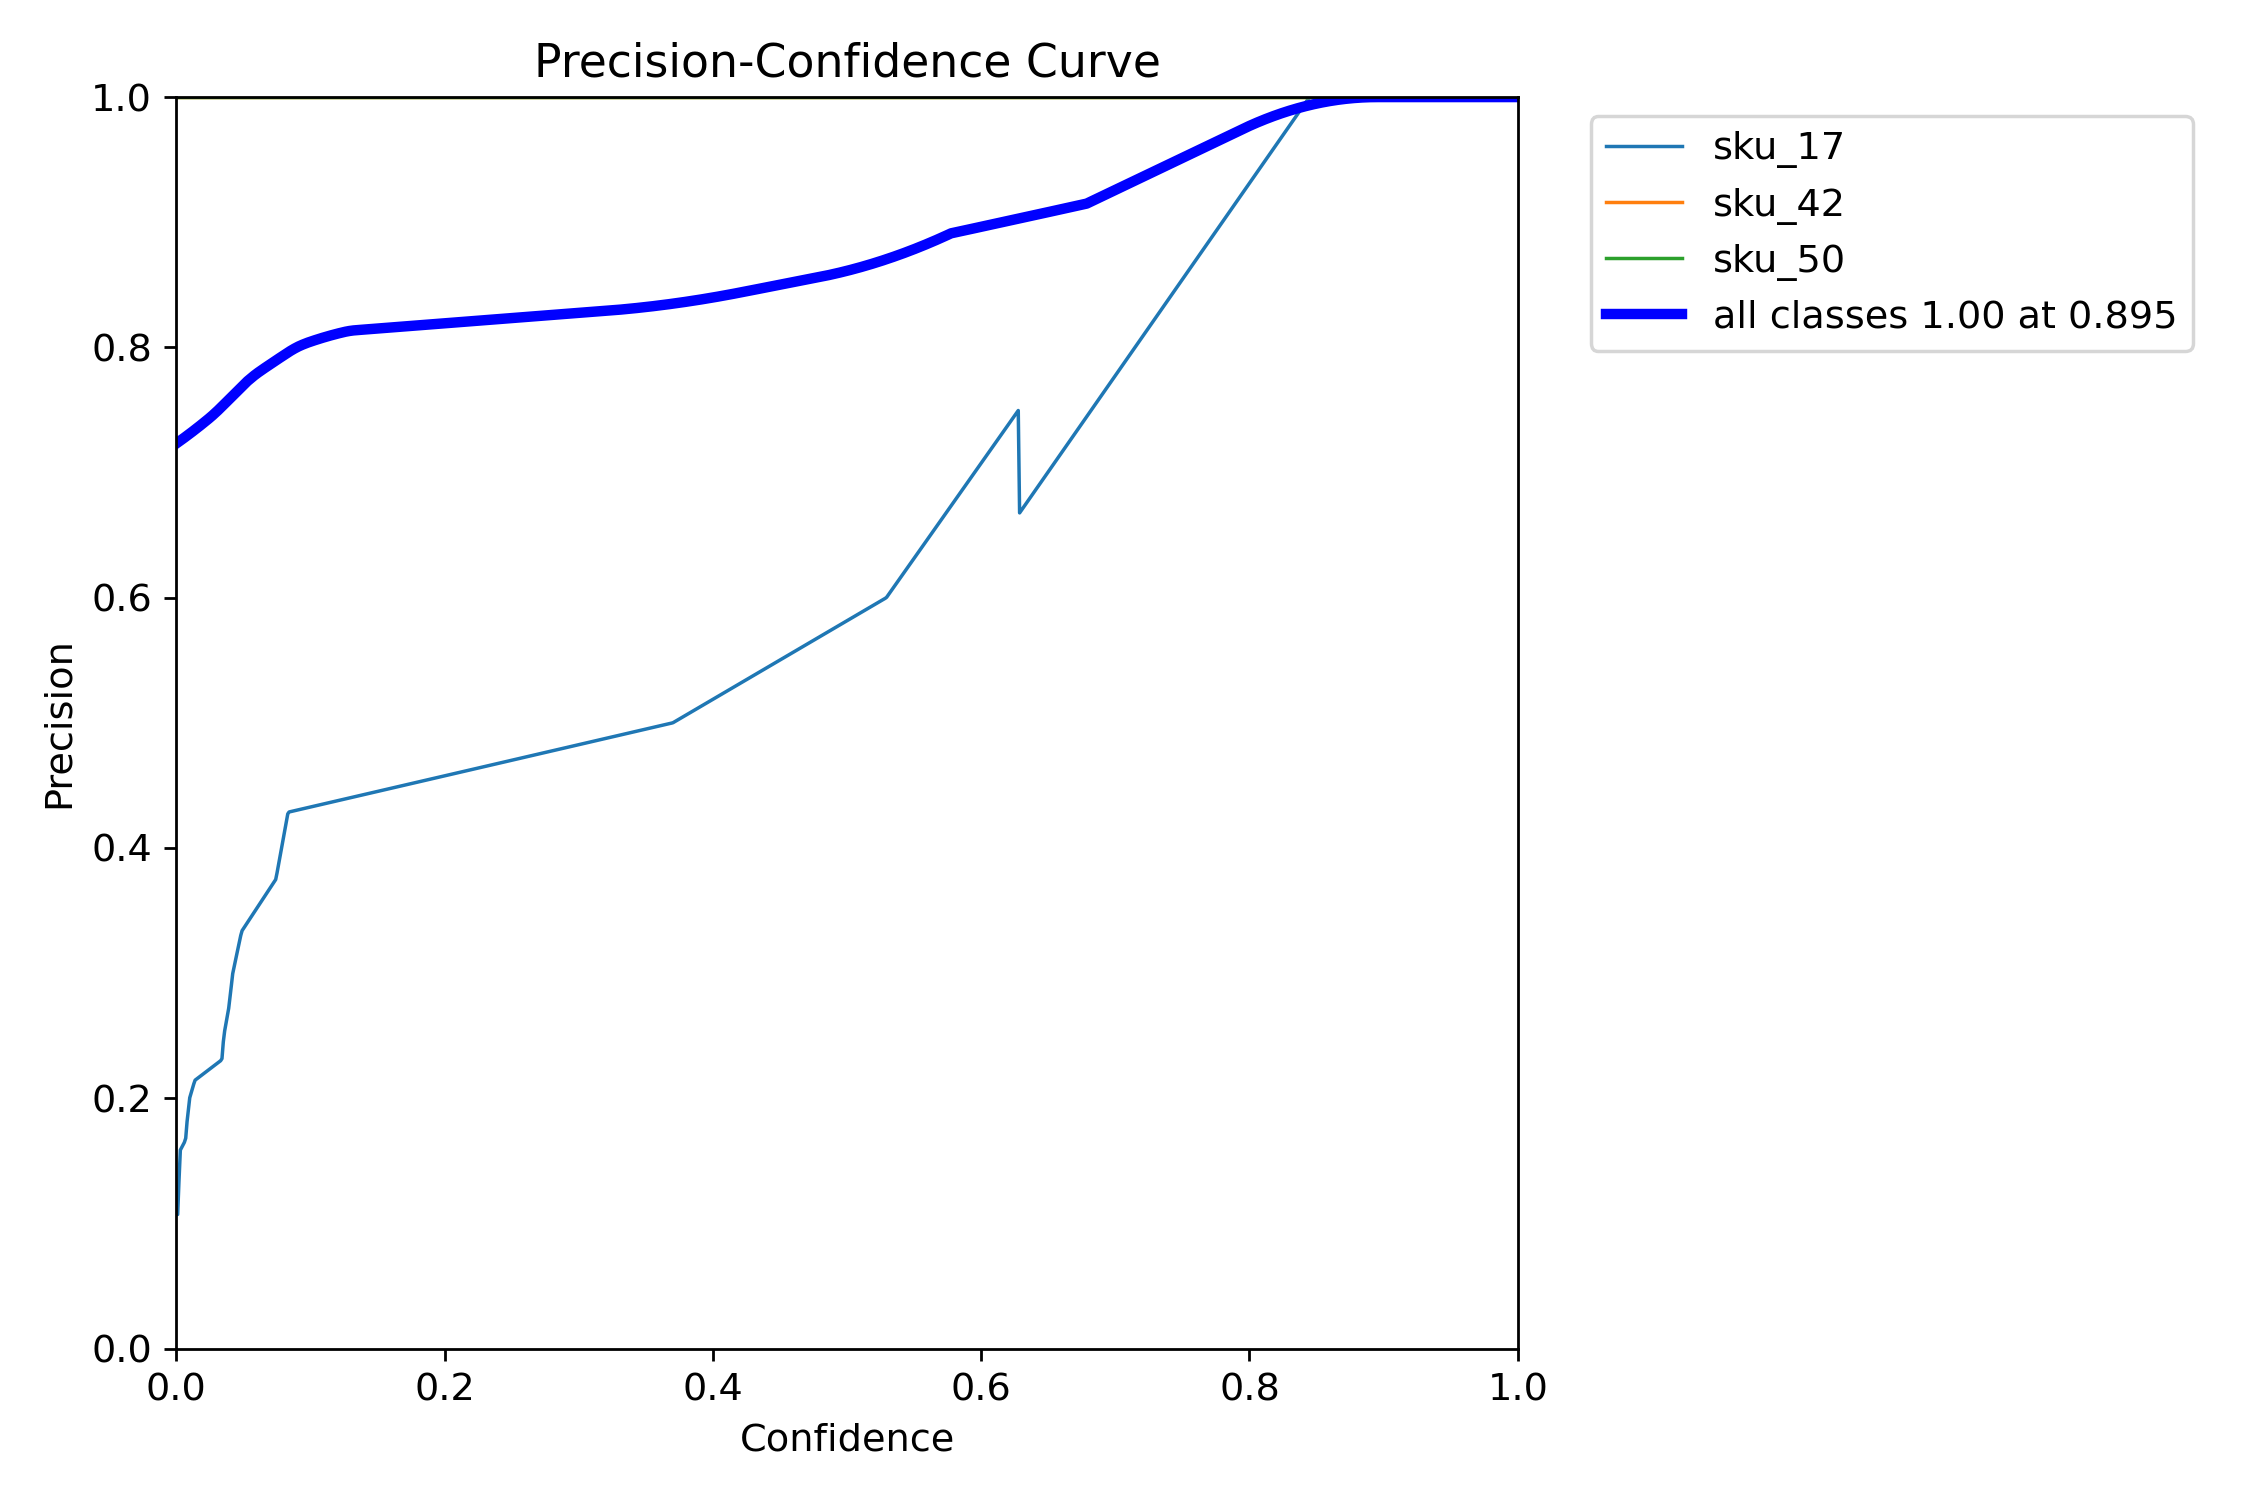 Precision-Confidence Curve
1.0
0.8
0.6
0.4
0.2
0.0
Precision
0.0 0.2 0.4 0.6 0.8 1.0
Confidence
sku_17
sku_42
sku_50
all classes 1.00 at 0.895